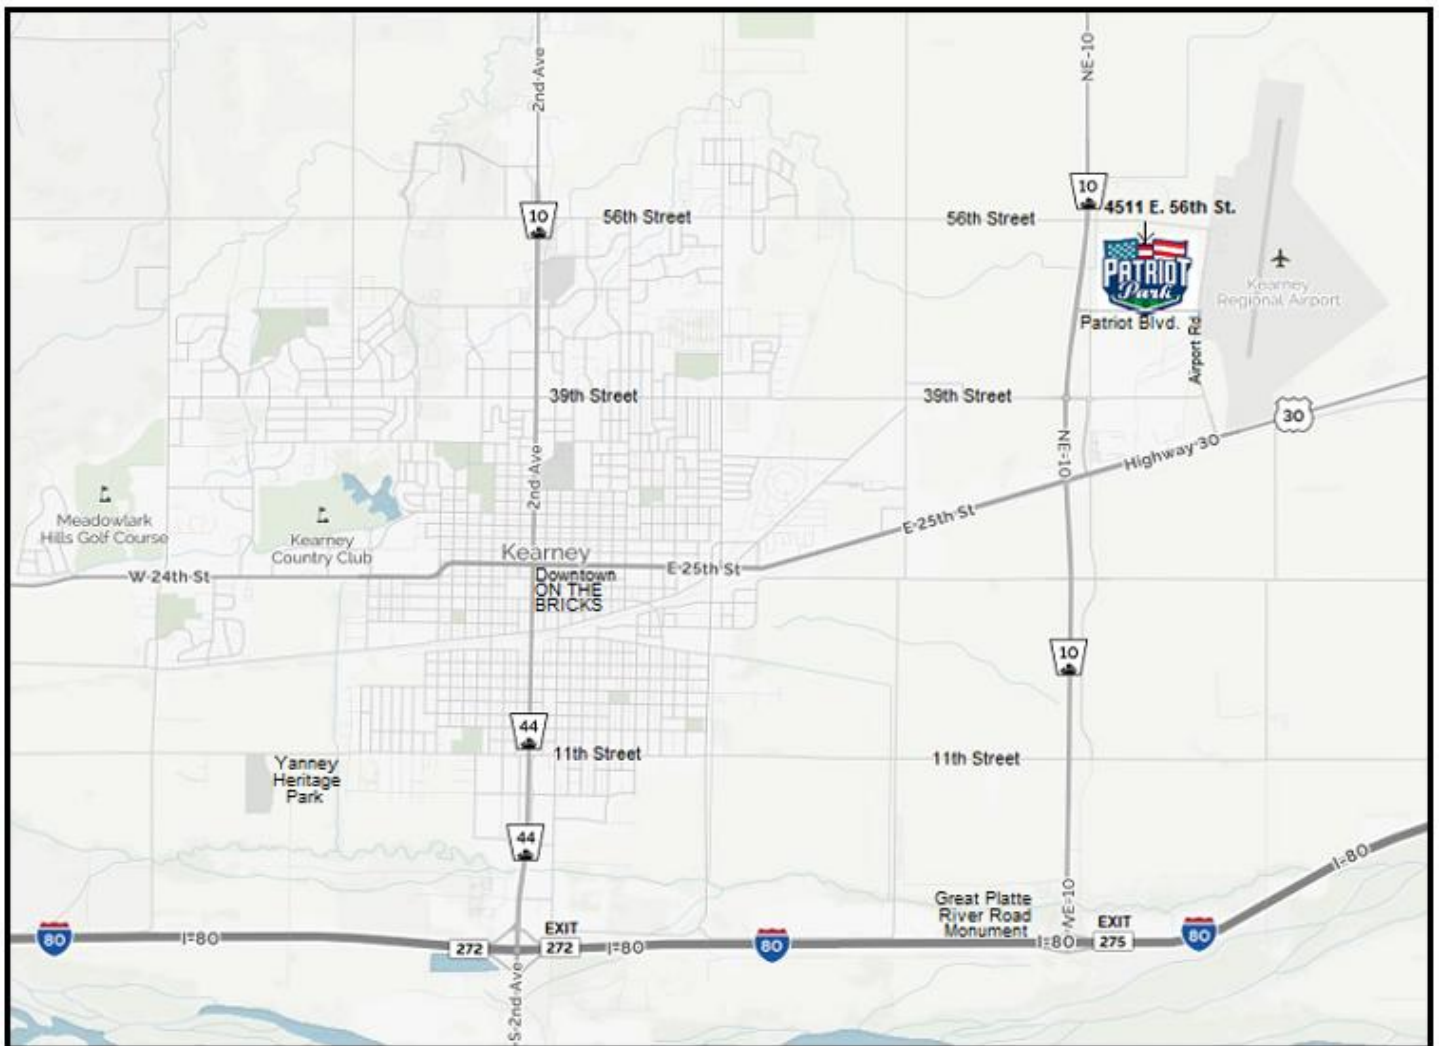 2nd Ave
NE-10
10
4511 E. 56th St.
10
56th Street
56th Street
PATRIOT
Park
Kearney
Regional Airport
Patriot Blvd.
Airport Rd
39th Street
39th Street
30
2nd Ave
NE-10
Highway 30
Meadowlark
Hills Golf Course
Kearney
Country Club
E 25th St
Kearney
W 24th St
E 25th St
Downtown
ON THE
BRICKS
10
44
11th Street
11th Street
Yanney
Heritage
Park
44
I-80
NE-10
Great Platte
River Road
Monument
EXIT
EXIT
80
I-80
272
272
I-80
80
I-80
275
80
S 2nd Ave